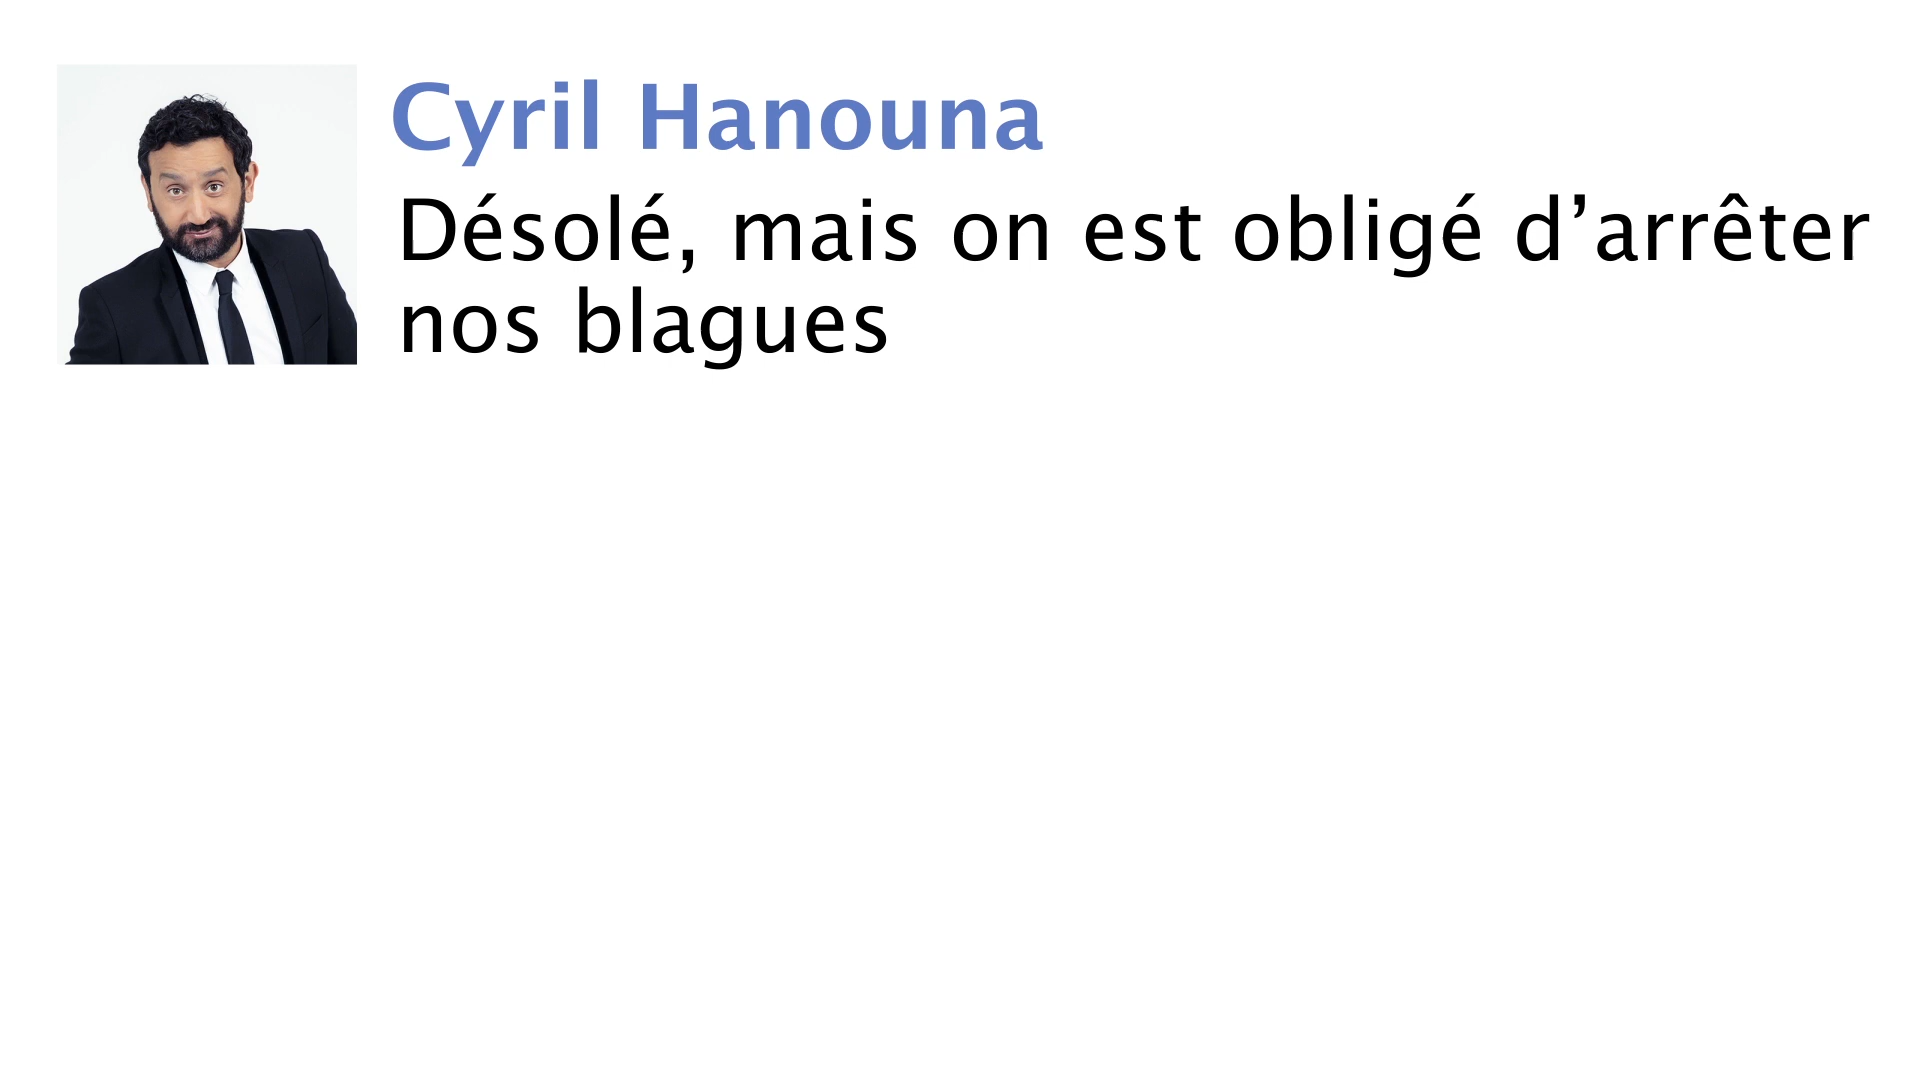 Cyril Hanouna
Désolé, mais on est obligé d’arrêter
nos blagues